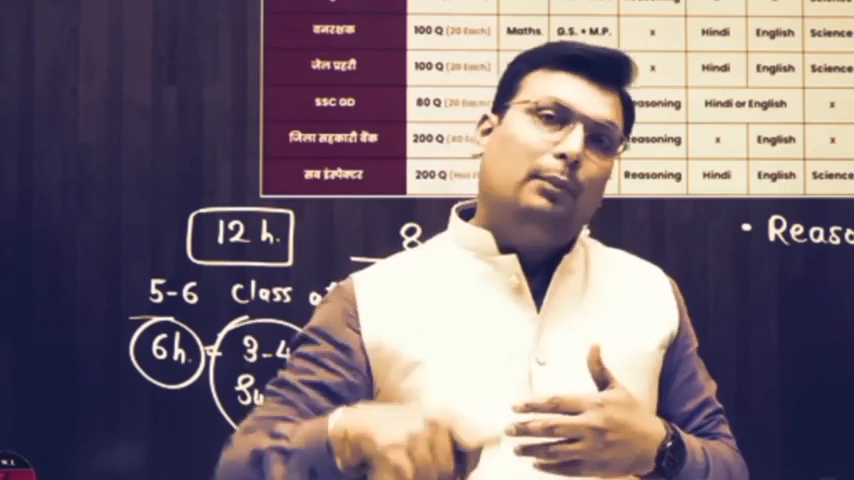 वनरक्षक 100 Q (20 Each) Maths. G.S. + M.P. x Hindi English Science
जेल प्रहरी 100 Q (20 Each) x Hindi English Science
SSC GD 80 Q (20 Each) Reasoning Hindi or English x
जिला सहकारी बैंक 200 Q Reasoning x English x
सब इंस्पेक्टर 200 Q Reasoning Hindi English Science
12 h. 8 • Reaso
5-6 Class
6h. = 3-4